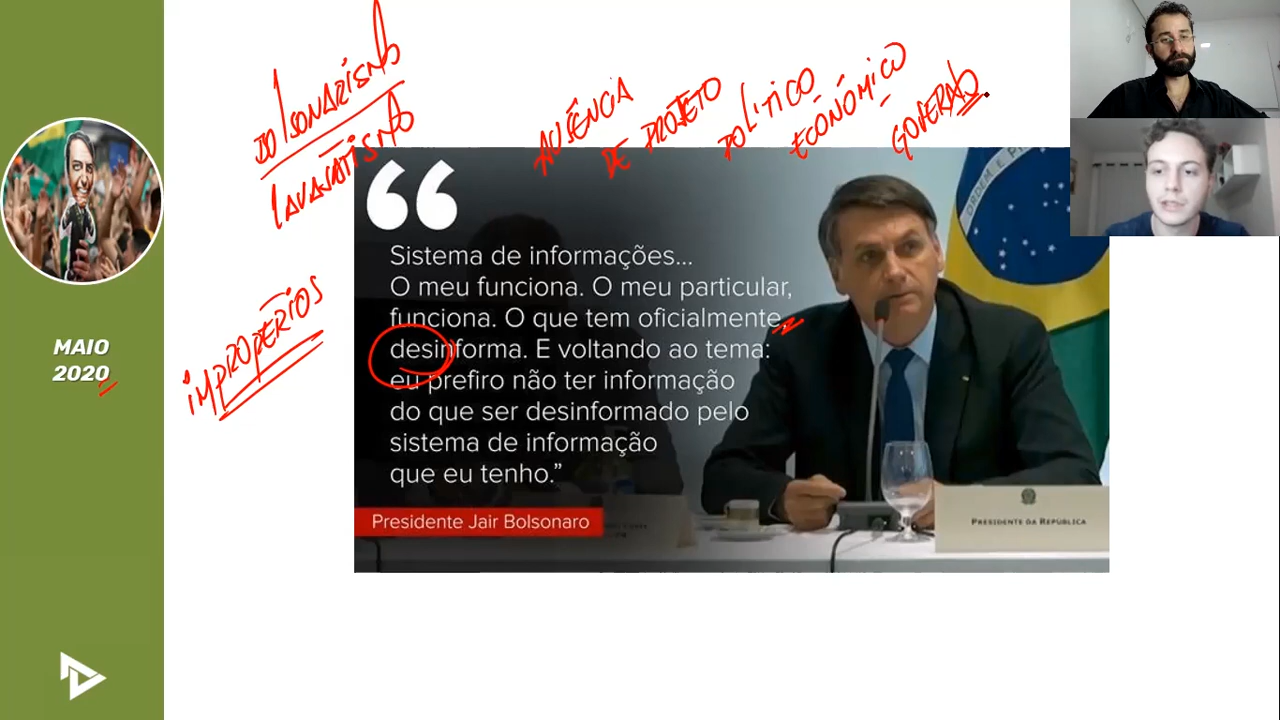 BOLSONARISMO
LAVAJATISMO
AUSÊNCIA
DE PROJETO
POLÍTICO
ECONÔMICO
GOVERNO
IMPROPÉRIOS
MAIO
2020
“
Sistema de informações...
O meu funciona. O meu particular,
funciona. O que tem oficialmente,
desinforma. E voltando ao tema:
eu prefiro não ter informação
do que ser desinformado pelo
sistema de informação
que eu tenho.”
Presidente Jair Bolsonaro
ORDEM E P
PRESIDENTE DA REPÚBLICA